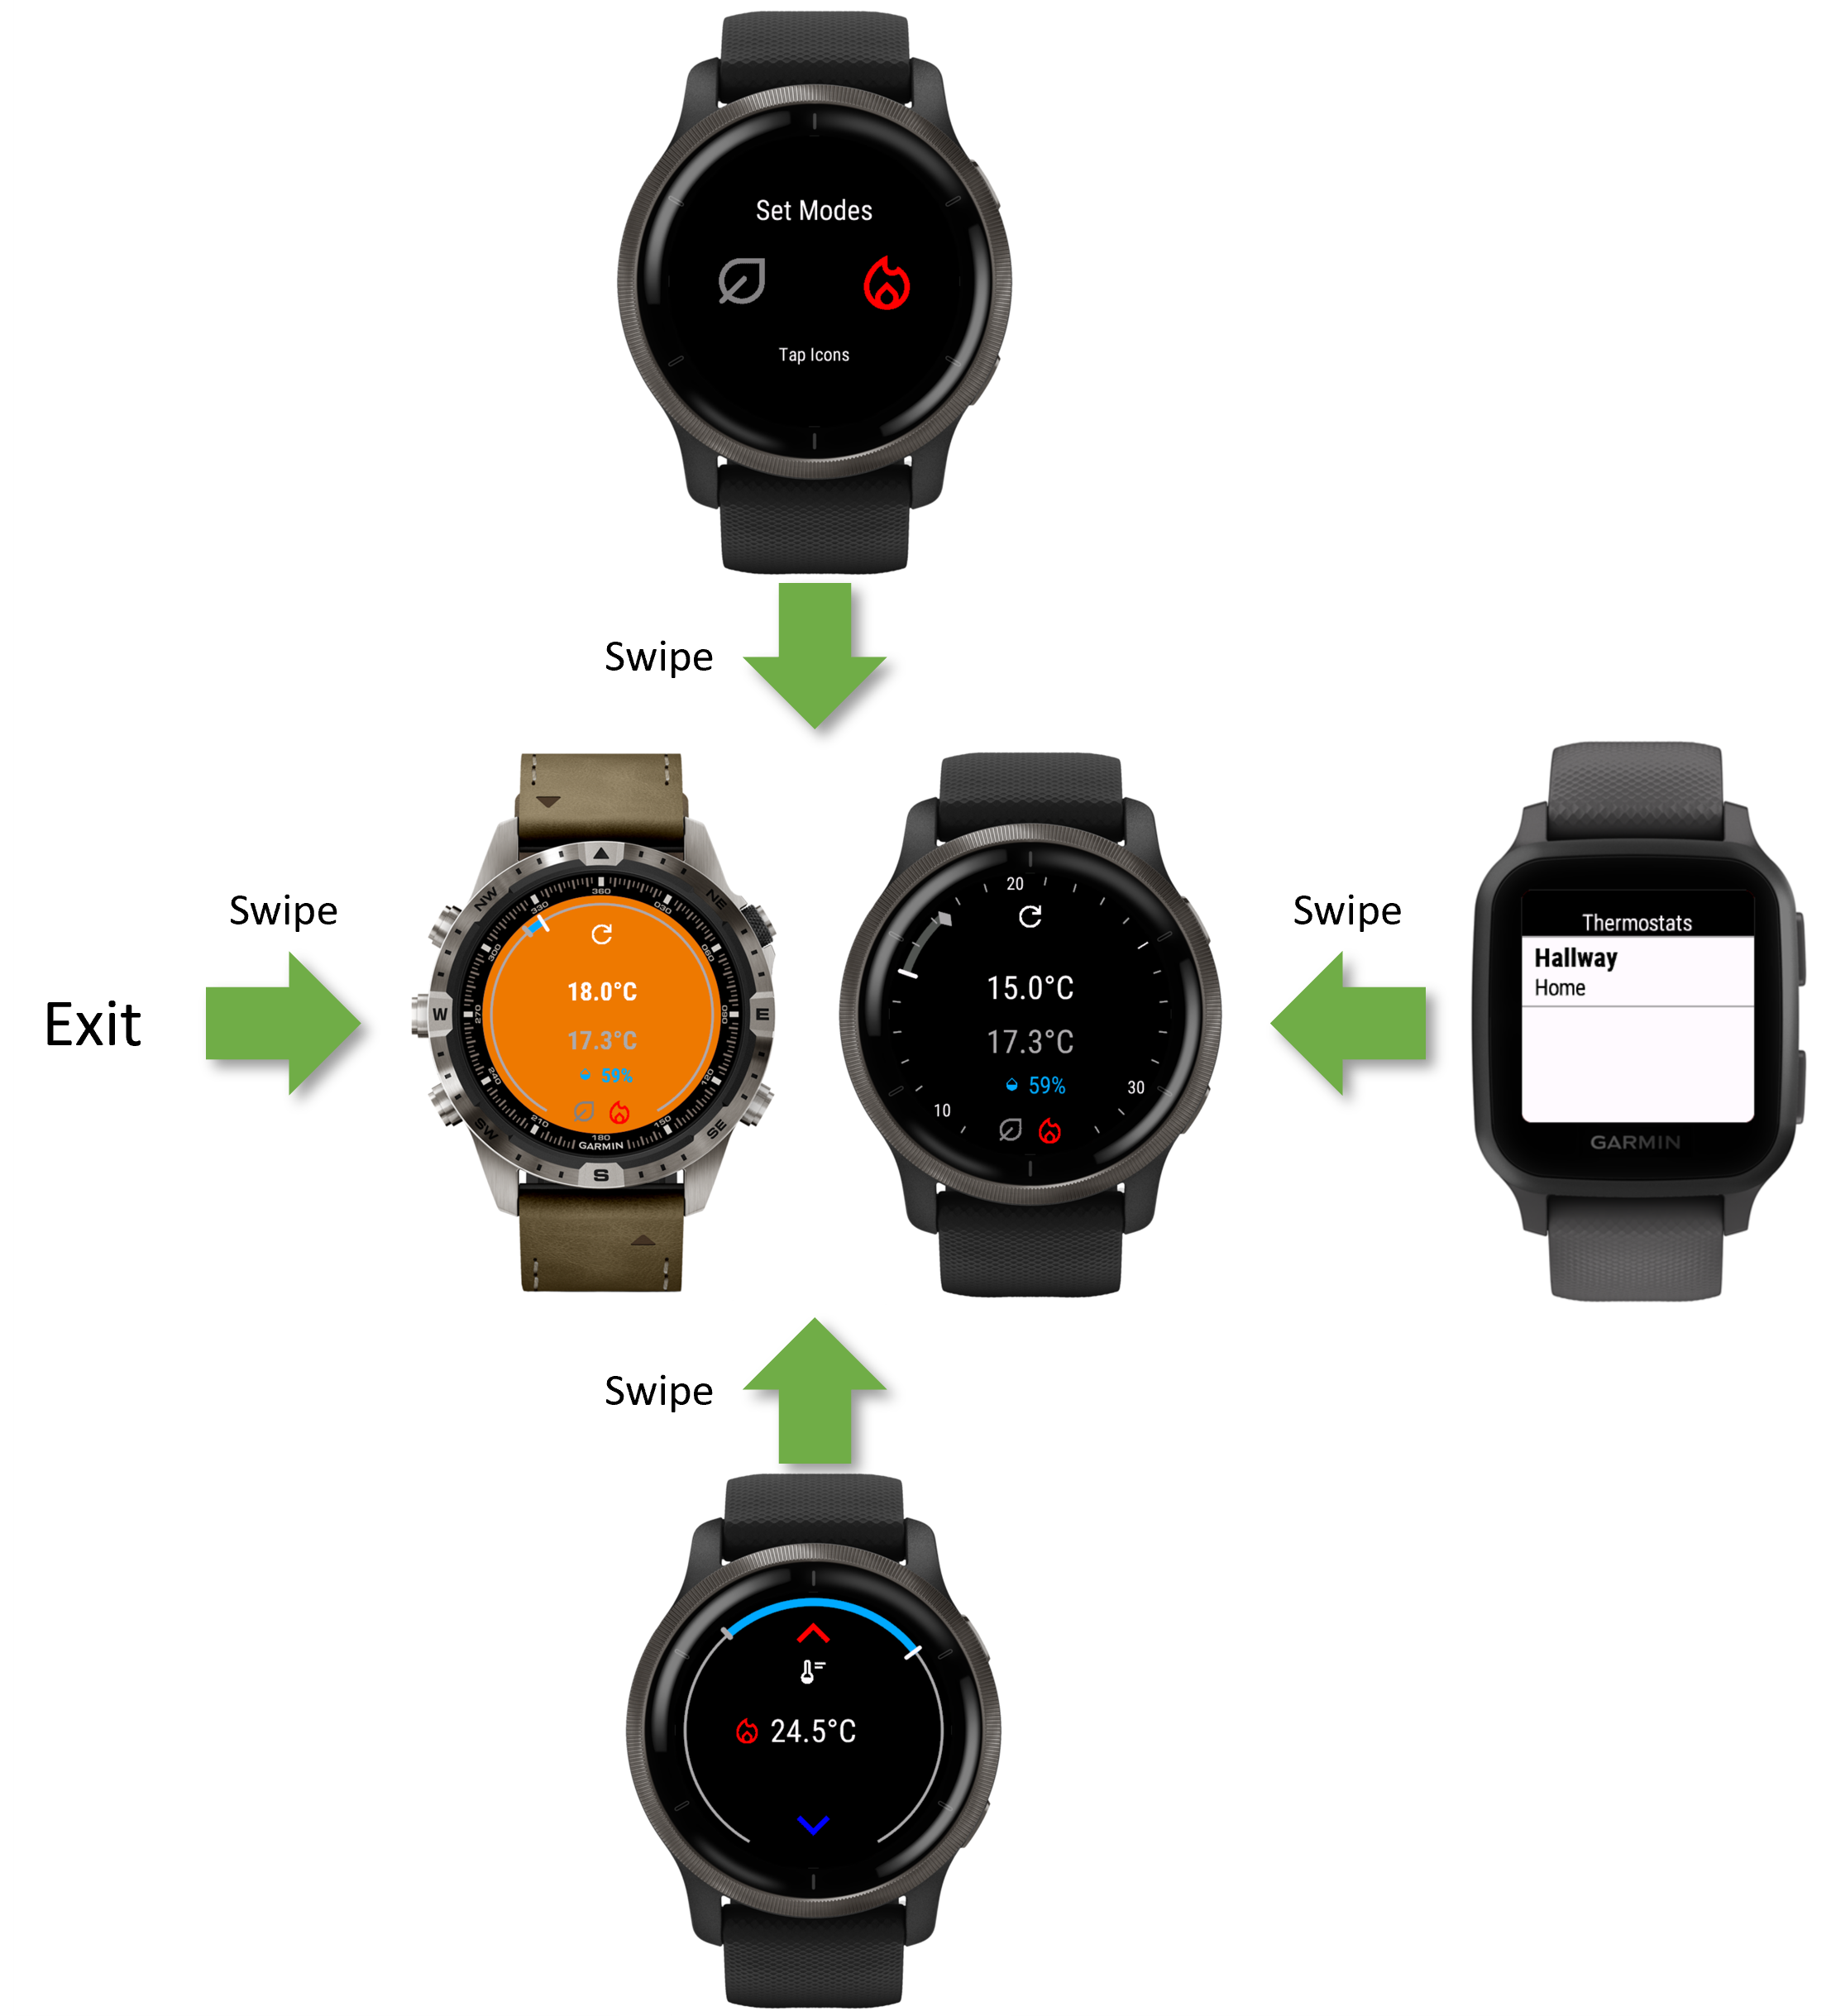 Set Modes
Tap Icons
Swipe
Swipe
Exit
360
030
060
060
120
150
180
210
240
270
300
330
NW
NE
W
E
SW
SE
S
18.0°C
17.3°C
59%
GARMIN
20
15.0°C
17.3°C
59%
10
30
Swipe
Thermostats
Hallway
Home
GARMIN
Swipe
24.5°C